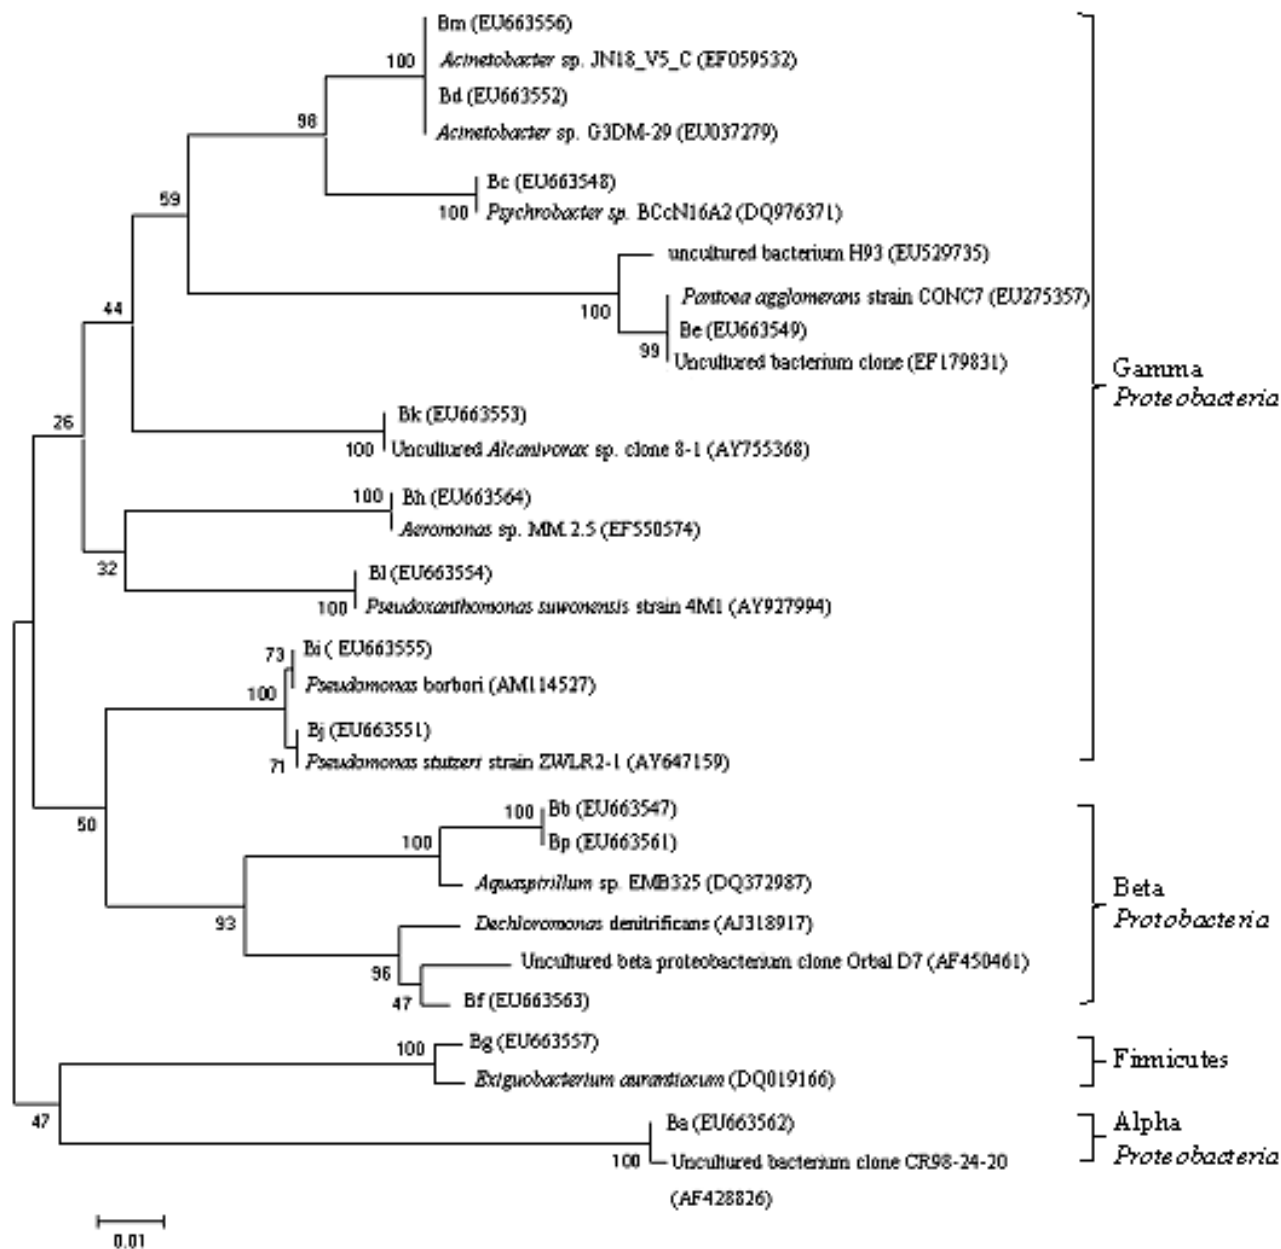 Bm (EU663556)
100
Acinetobacter sp. JN18_V5_C (EF059532)
Bd (EU663552)
98
Acinetobacter sp. G3DM-29 (EU037279)
Bc (EU663548)
59
100
Psychrobacter sp. BCcN16A2 (DQ976371)
uncultured bacterium H93 (EU529735)
Pantoea agglomerans strain CONC7 (EU275357)
44
100
Be (EU663549)
99
Uncultured bacterium clone (EF179831)
Gamma
Proteobacteria
Bk (EU663553)
26
100
Uncultured Alcanivorax sp. clone 8-1 (AY755368)
100
Bh (EU663564)
Aeromonas sp. MM.2.5 (EF550574)
32
Bl (EU663554)
100
Pseudoxanthomonas suwonensis strain 4M1 (AY927994)
73
Bi ( EU663555)
100
Pseudomonas borbori (AM114527)
Bj (EU663551)
71
Pseudomonas stutzeri strain ZWLR2-1 (AY647159)
50
100
Bb (EU663547)
100
Bp (EU663561)
Aquaspirillum sp. EMB325 (DQ372987)
Beta
Protobacteria
93
Dechloromonas denitrificans (AJ318917)
96
Uncultured beta proteobacterium clone Orbal D7 (AF450461)
47
Bf (EU663563)
100
Bg (EU663557)
Firmicutes
Exiguobacterium aurantiacum (DQ019166)
47
Ba (EU663562)
Alpha
Proteobacteria
100
Uncultured bacterium clone CR98-24-20
(AF428826)
0.01